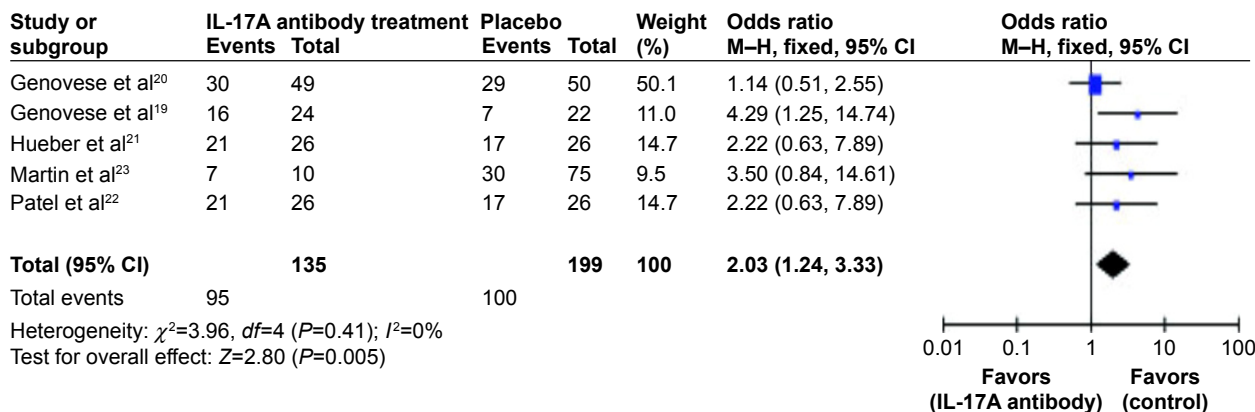 Study or IL-17A antibody treatment Placebo Weight Odds ratio Odds ratio
subgroup Events Total Events Total (%) M–H, fixed, 95% CI M–H, fixed, 95% CI
Genovese et al²⁰ 30 49 29 50 50.1 1.14 (0.51, 2.55)
Genovese et al¹⁹ 16 24 7 22 11.0 4.29 (1.25, 14.74)
Hueber et al²¹ 21 26 17 26 14.7 2.22 (0.63, 7.89)
Martin et al²³ 7 10 30 75 9.5 3.50 (0.84, 14.61)
Patel et al²² 21 26 17 26 14.7 2.22 (0.63, 7.89)
Total (95% CI) 135 199 100 2.03 (1.24, 3.33)
Total events 95 100
Heterogeneity: χ²=3.96, df=4 (P=0.41); I²=0%
Test for overall effect: Z=2.80 (P=0.005)
0.01 0.1 1 10 100
Favors Favors
(IL-17A antibody) (control)